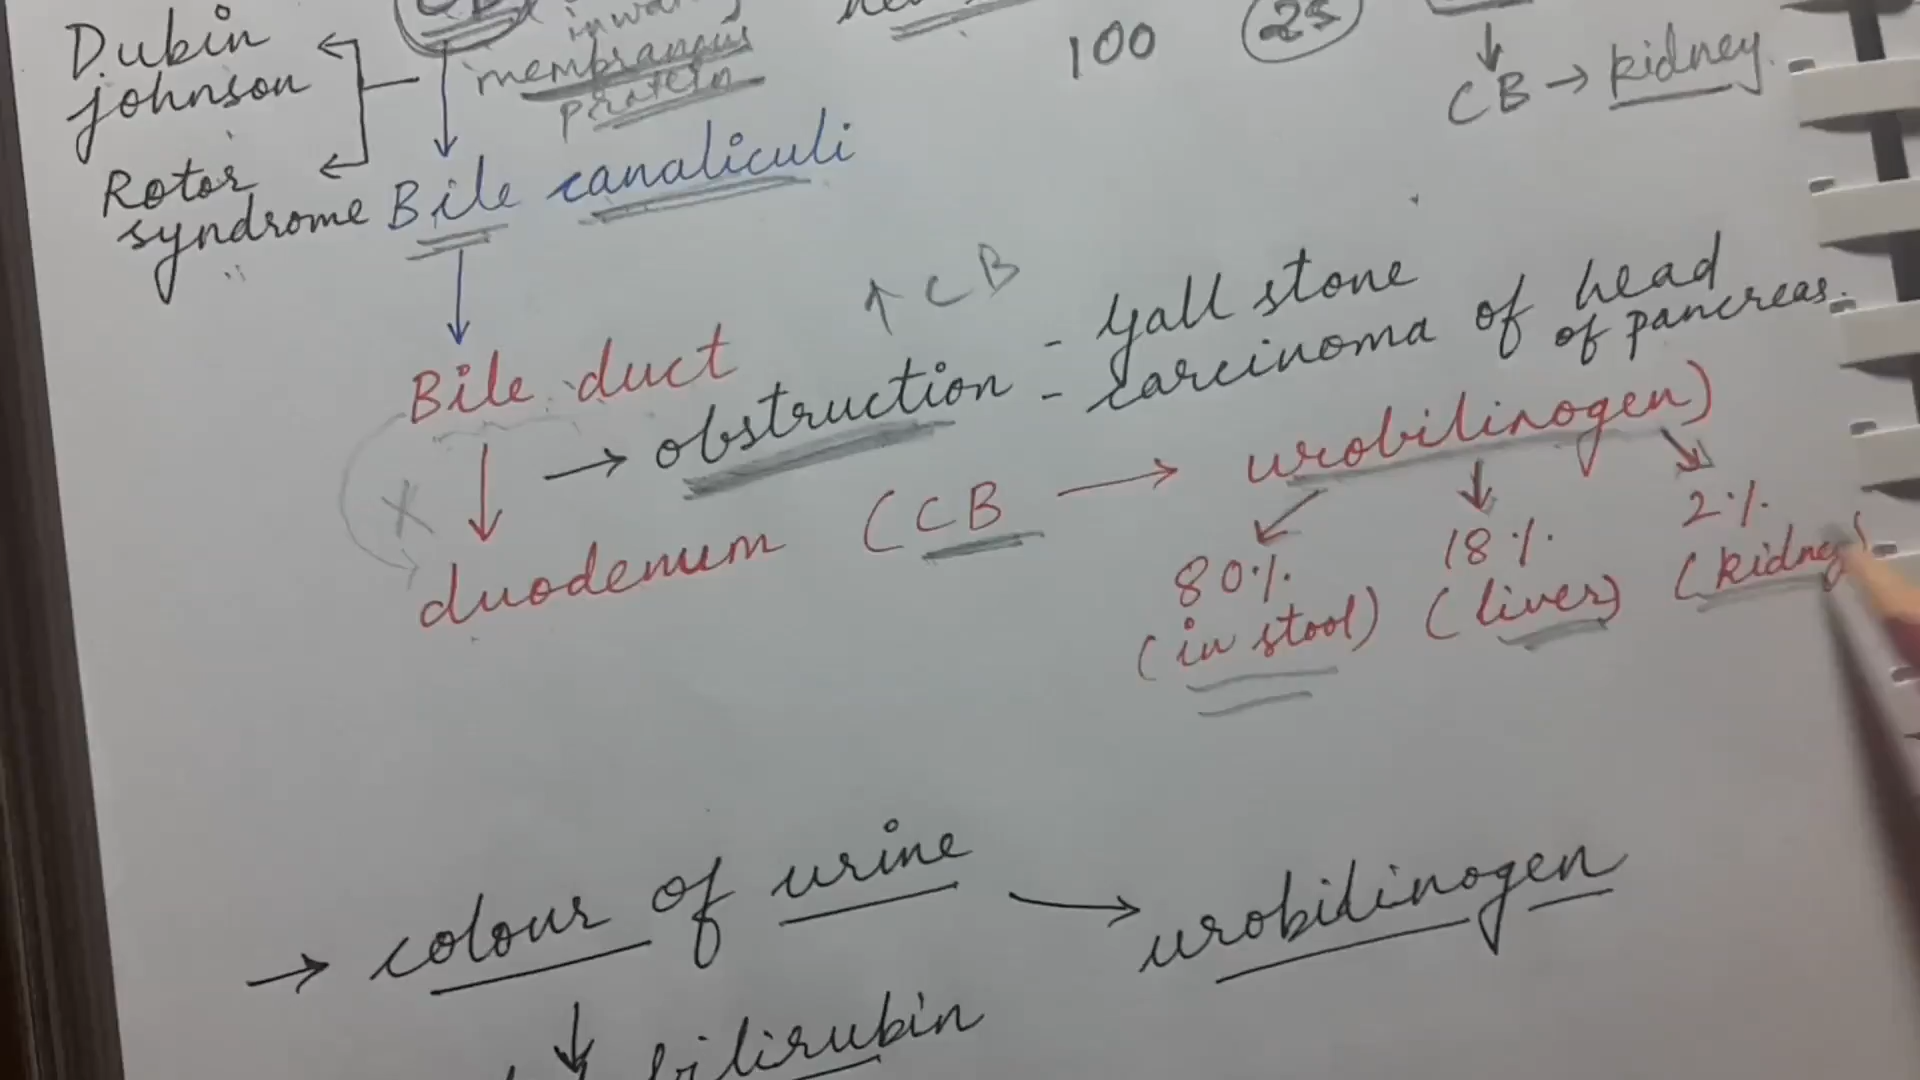 Dubin
johnson
membranous
protein
100
25
CB → kidney
Rotor
syndrome
Bile canaliculi
↑ CB
Bile duct
→ obstruction - Gall stone
- carcinoma of head
of pancreas.
X
duodenum (CB → urobilinogen)
80%
(in stool)
18%
(liver)
2%
(kidney)
→ colour of urine → urobilinogen
bilirubin